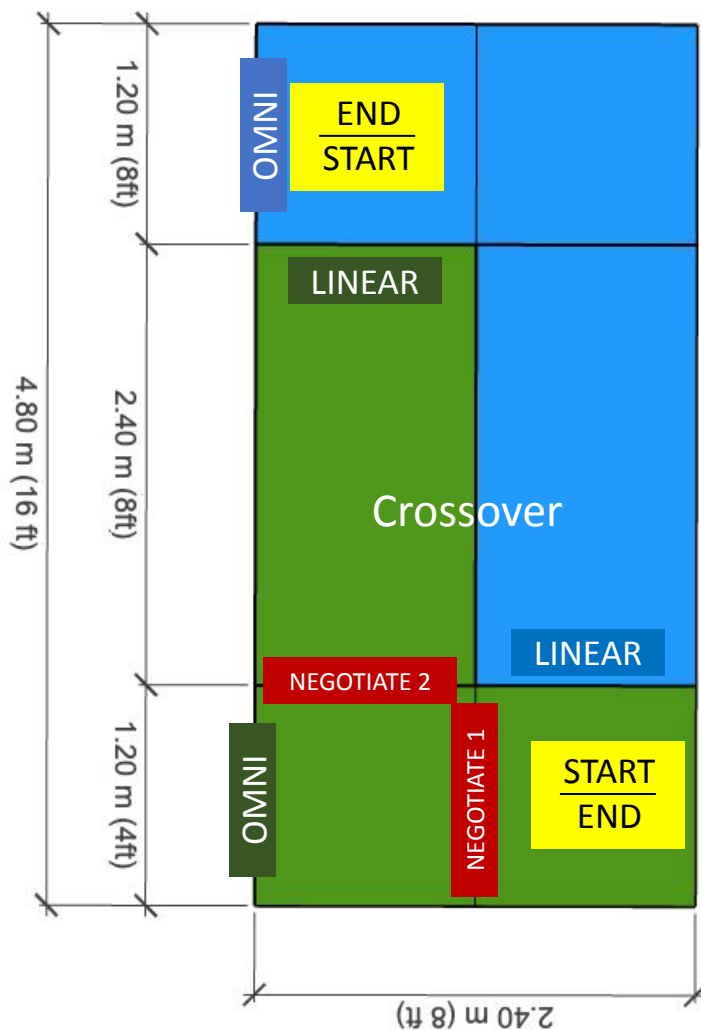 1.20 m (8ft)
OMNI
END
START
LINEAR
4.80 m (16 ft)
2.40 m (8ft)
Crossover
LINEAR
NEGOTIATE 2
1.20 m (4ft)
OMNI
NEGOTIATE 1
START
END
2.40 m (8 ft)